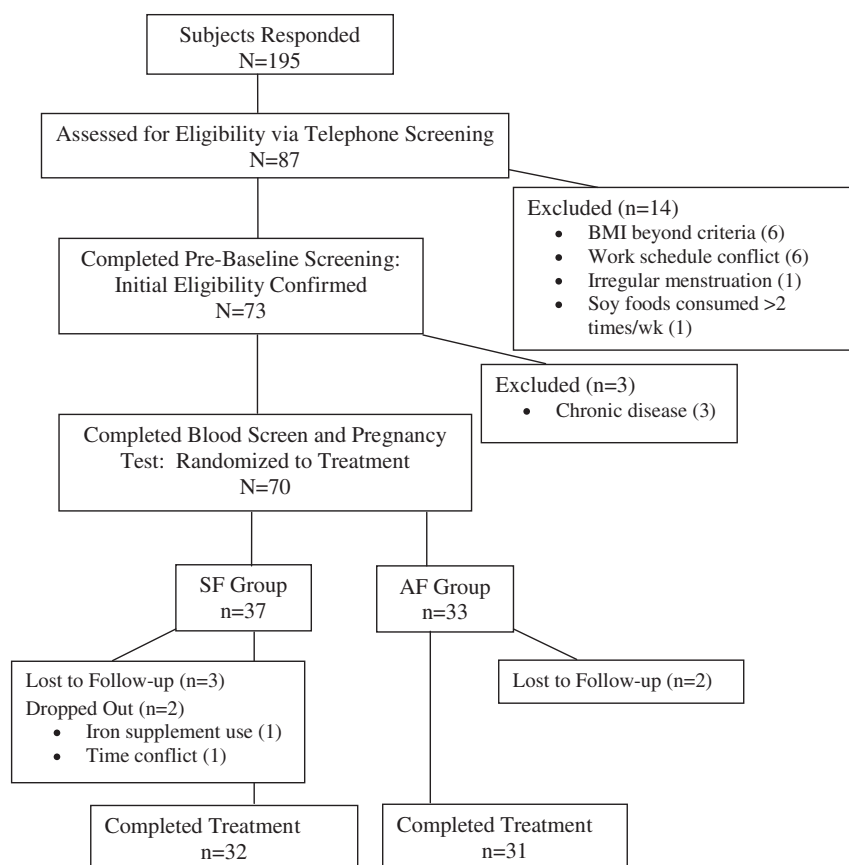 Subjects Responded
N=195
Assessed for Eligibility via Telephone Screening
N=87
Excluded (n=14)
• BMI beyond criteria (6)
• Work schedule conflict (6)
• Irregular menstruation (1)
• Soy foods consumed >2
times/wk (1)
Completed Pre-Baseline Screening:
Initial Eligibility Confirmed
N=73
Excluded (n=3)
• Chronic disease (3)
Completed Blood Screen and Pregnancy
Test: Randomized to Treatment
N=70
SF Group
n=37
AF Group
n=33
Lost to Follow-up (n=3)
Dropped Out (n=2)
• Iron supplement use (1)
• Time conflict (1)
Lost to Follow-up (n=2)
Completed Treatment
n=32
Completed Treatment
n=31